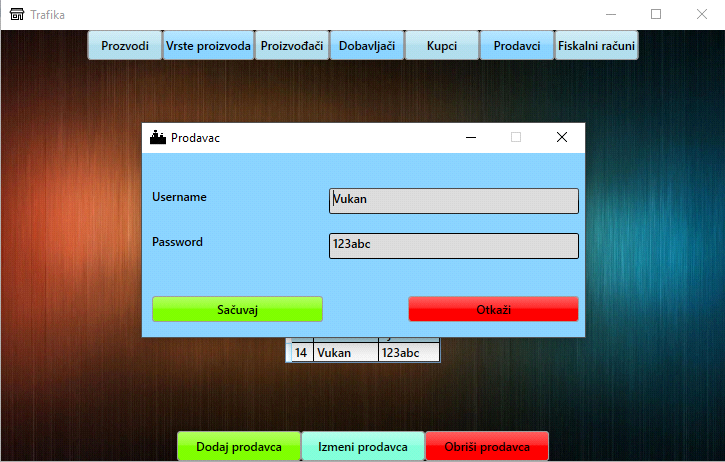 Trafika
Prozvodi Vrste proizvoda Proizvođači Dobavljači Kupci Prodavci Fiskalni računi
Prodavac
Username Vukan
Password 123abc
Sačuvaj Otkaži
14 Vukan 123abc
Dodaj prodavca Izmeni prodavca Obriši prodavca